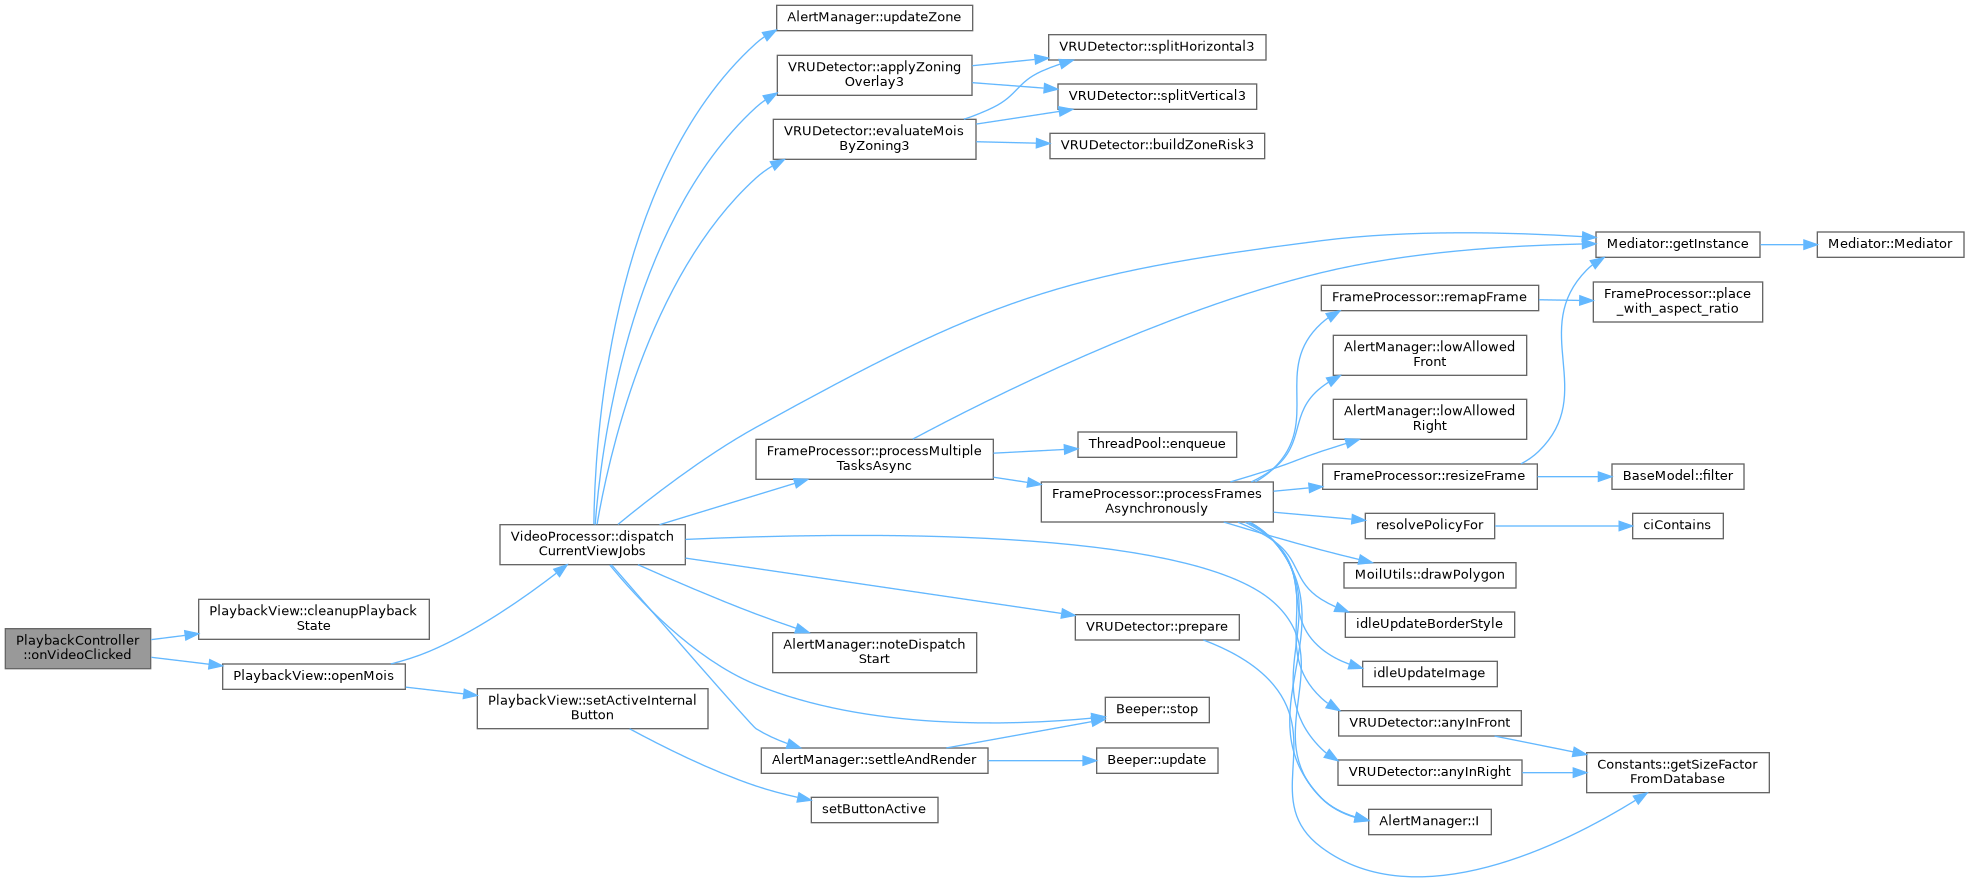 AlertManager::updateZone
VRUDetector::splitHorizontal3
VRUDetector::applyZoning
Overlay3
VRUDetector::splitVertical3
VRUDetector::evaluateMois
ByZoning3
VRUDetector::buildZoneRisk3
Mediator::getInstance
Mediator::Mediator
FrameProcessor::remapFrame
FrameProcessor::place
_with_aspect_ratio
AlertManager::lowAllowed
Front
AlertManager::lowAllowed
Right
FrameProcessor::processMultiple
TasksAsync
ThreadPool::enqueue
FrameProcessor::resizeFrame
BaseModel::filter
FrameProcessor::processFrames
Asynchronously
resolvePolicyFor
ciContains
VideoProcessor::dispatch
CurrentViewJobs
MoilUtils::drawPolygon
PlaybackView::cleanupPlayback
State
VRUDetector::prepare
idleUpdateBorderStyle
PlaybackController
::onVideoClicked
AlertManager::noteDispatch
Start
PlaybackView::openMois
idleUpdateImage
PlaybackView::setActiveInternal
Button
Beeper::stop
VRUDetector::anyInFront
AlertManager::settleAndRender
Beeper::update
VRUDetector::anyInRight
Constants::getSizeFactor
FromDatabase
setButtonActive
AlertManager::I